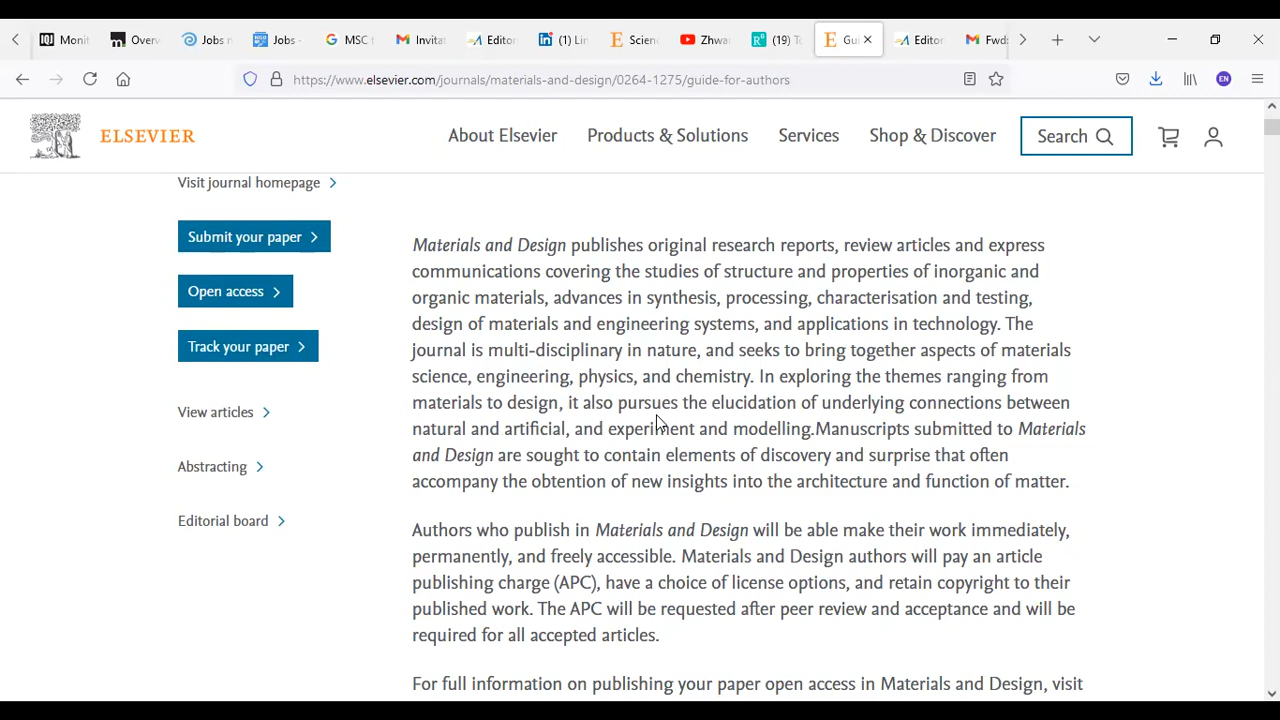 Monit
Overv
Jobs n
Jobs -
MSC f
Invitat
Editor
(1) Lin
Scienc
Zhwar
(19) To
Gui
Editor
Fwd:
https://www.elsevier.com/journals/materials-and-design/0264-1275/guide-for-authors
EN
ELSEVIER
About Elsevier
Products & Solutions
Services
Shop & Discover
Search
Visit journal homepage
Submit your paper
Open access
Track your paper
View articles
Abstracting
Editorial board
Materials and Design publishes original research reports, review articles and express
communications covering the studies of structure and properties of inorganic and
organic materials, advances in synthesis, processing, characterisation and testing,
design of materials and engineering systems, and applications in technology. The
journal is multi-disciplinary in nature, and seeks to bring together aspects of materials
science, engineering, physics, and chemistry. In exploring the themes ranging from
materials to design, it also pursues the elucidation of underlying connections between
natural and artificial, and experiment and modelling.Manuscripts submitted to Materials
and Design are sought to contain elements of discovery and surprise that often
accompany the obtention of new insights into the architecture and function of matter.
Authors who publish in Materials and Design will be able make their work immediately,
permanently, and freely accessible. Materials and Design authors will pay an article
publishing charge (APC), have a choice of license options, and retain copyright to their
published work. The APC will be requested after peer review and acceptance and will be
required for all accepted articles.
For full information on publishing your paper open access in Materials and Design, visit